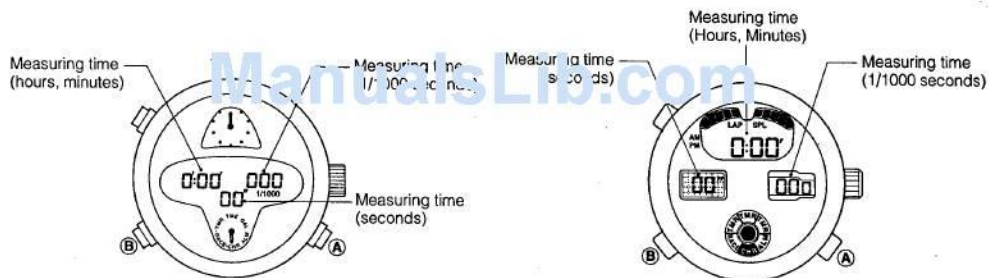 Measuring time
(hours, minutes)
Measuring time
1/1000 seconds)
0:00'
000
1/1000
00"
Measuring time
(seconds)
TME CAL
B
A
Measuring time
(Hours, Minutes)
Measuring time
seconds)
Measuring time
(1/1000 seconds)
LAP SPL
AM
PM
0:00'
00"
000
B
A
ManualsLib.com